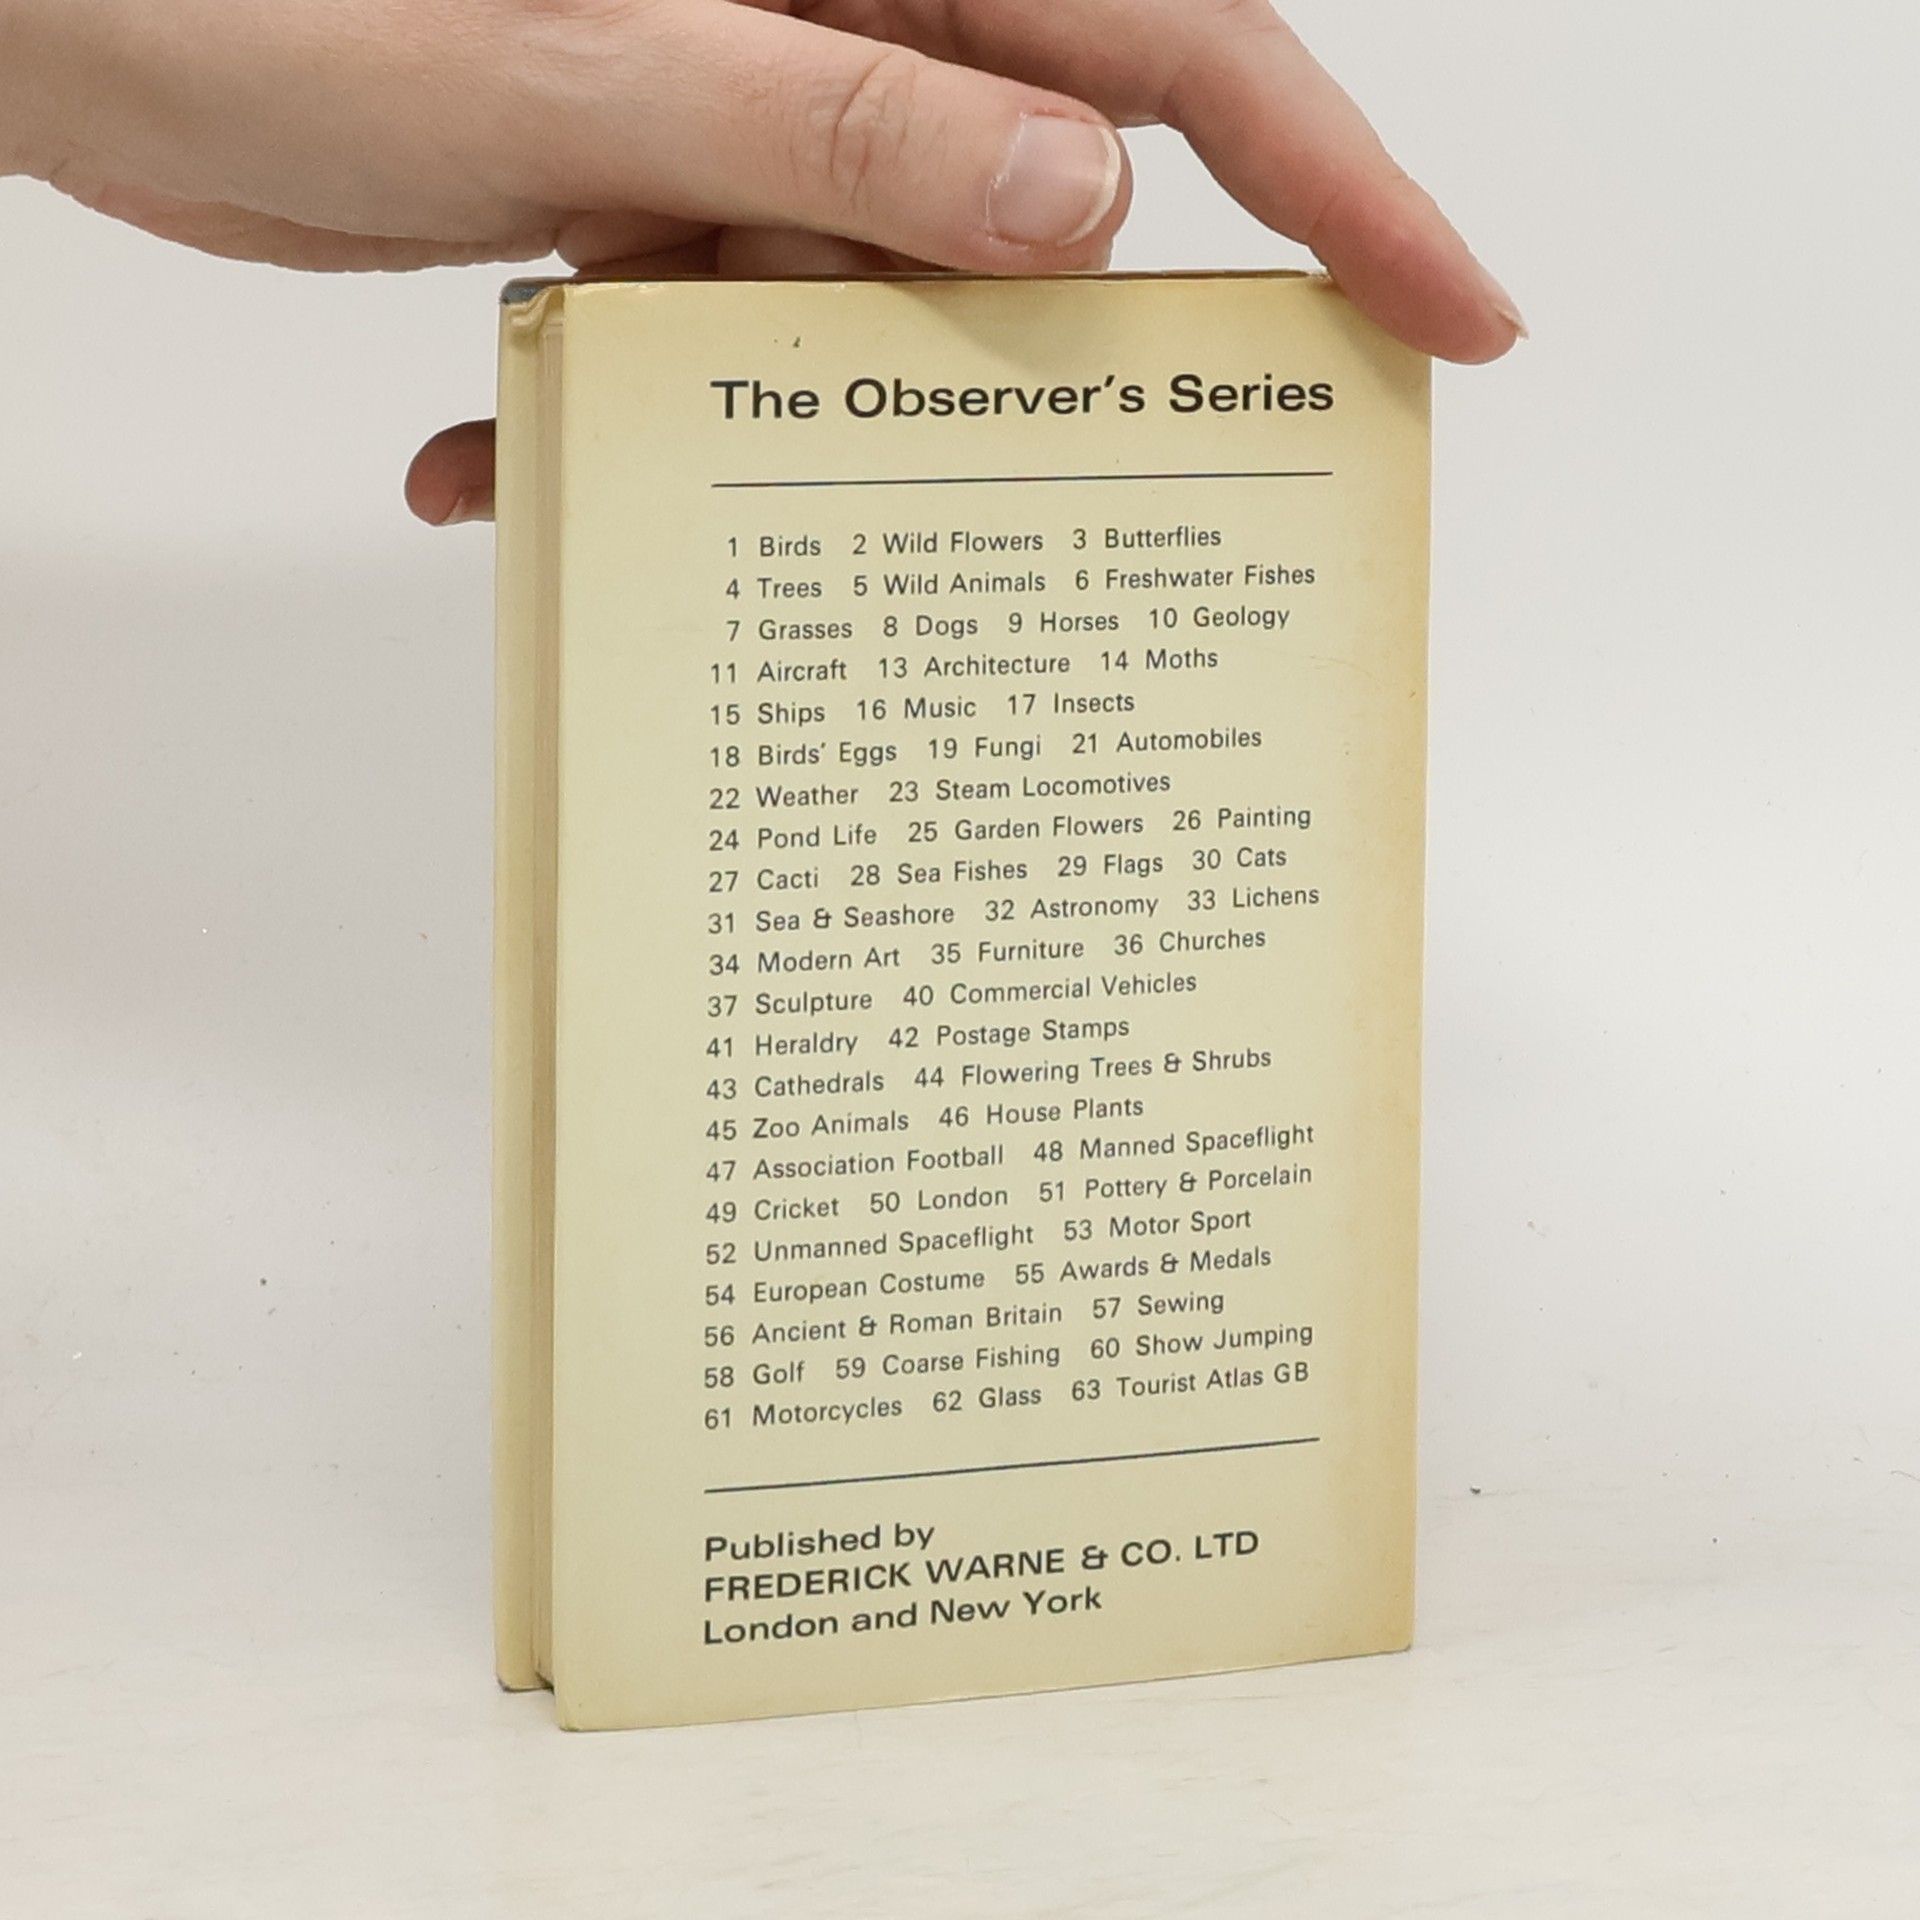 The Observer's Series
1 Birds 2 Wild Flowers 3 Butterflies
4 Trees 5 Wild Animals 6 Freshwater Fishes
7 Grasses 8 Dogs 9 Horses 10 Geology
11 Aircraft 13 Architecture 14 Moths
15 Ships 16 Music 17 Insects
18 Birds' Eggs 19 Fungi 21 Automobiles
22 Weather 23 Steam Locomotives
24 Pond Life 25 Garden Flowers 26 Painting
27 Cacti 28 Sea Fishes 29 Flags 30 Cats
31 Sea & Seashore 32 Astronomy 33 Lichens
34 Modern Art 35 Furniture 36 Churches
37 Sculpture 40 Commercial Vehicles
41 Heraldry 42 Postage Stamps
43 Cathedrals 44 Flowering Trees & Shrubs
45 Zoo Animals 46 House Plants
47 Association Football 48 Manned Spaceflight
49 Cricket 50 London 51 Pottery & Porcelain
52 Unmanned Spaceflight 53 Motor Sport
54 European Costume 55 Awards & Medals
56 Ancient & Roman Britain 57 Sewing
58 Golf 59 Coarse Fishing 60 Show Jumping
61 Motorcycles 62 Glass 63 Tourist Atlas GB
Published by
FREDERICK WARNE & CO. LTD
London and New York